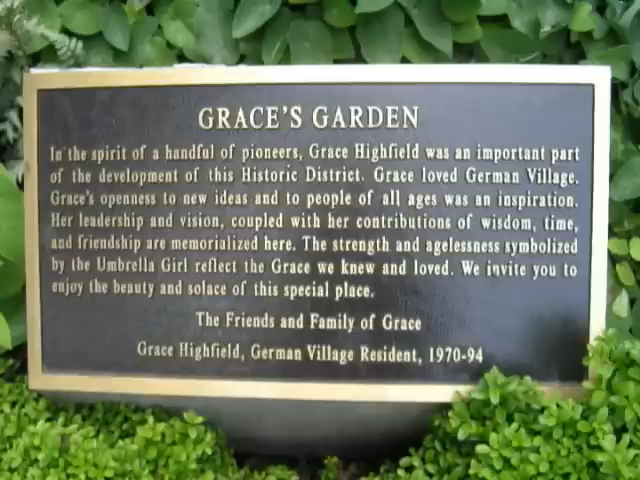 GRACE'S GARDEN
In the spirit of a handful of pioneers, Grace Highfield was an important part
of the development of this Historic District. Grace loved German Village.
Grace's openness to new ideas and to people of all ages was an inspiration.
Her leadership and vision, coupled with her contributions of wisdom, time,
and friendship are memorialized here. The strength and agelessness symbolized
by the Umbrella Girl reflect the Grace we knew and loved. We invite you to
enjoy the beauty and solace of this special place.
The Friends and Family of Grace
Grace Highfield, German Village Resident, 1970-94